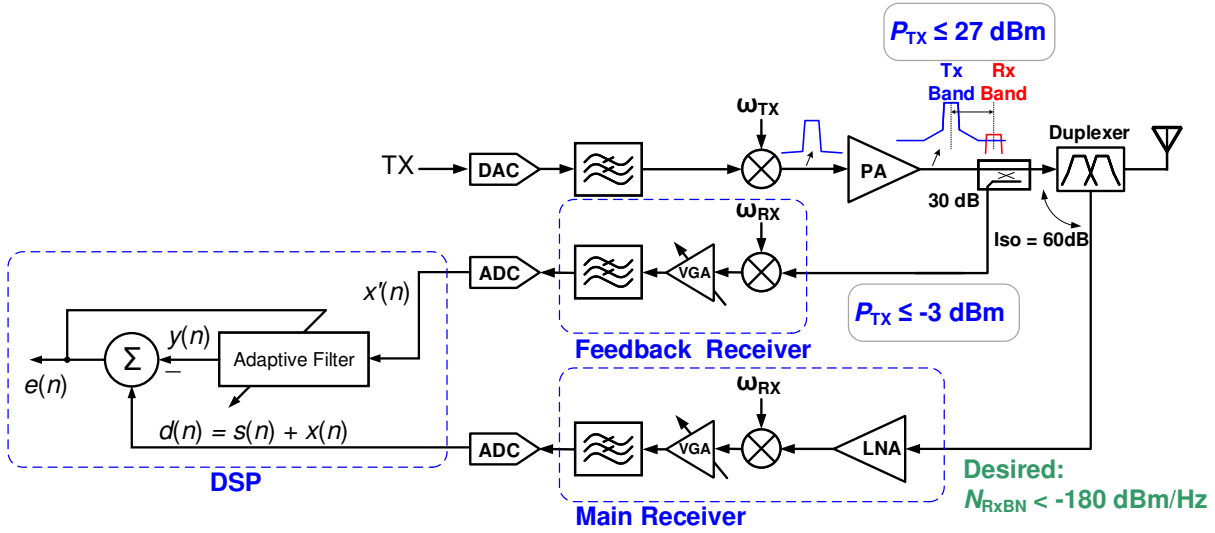 P_TX ≤ 27 dBm
Tx Band
Rx Band
ω_TX
Duplexer
TX
DAC
PA
30 dB
Iso = 60dB
ω_RX
ADC
VGA
x'(n)
P_TX ≤ -3 dBm
Feedback Receiver
y(n)
Adaptive Filter
Σ
–
e(n)
ω_RX
d(n) = s(n) + x(n)
ADC
VGA
LNA
DSP
Desired:
N_RxBN < -180 dBm/Hz
Main Receiver